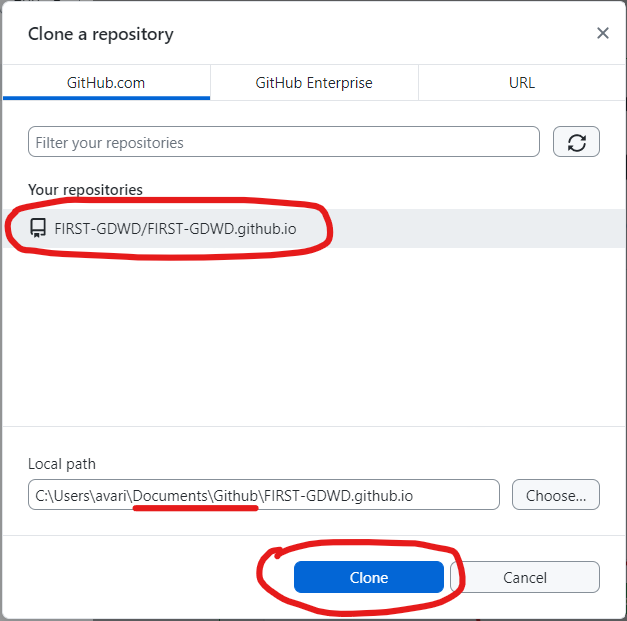 Clone a repository
GitHub.com
GitHub Enterprise
URL
Filter your repositories
Your repositories
FIRST-GDWD/FIRST-GDWD.github.io
Local path
C:\Users\avari\Documents\Github\FIRST-GDWD.github.io
Choose...
Clone
Cancel